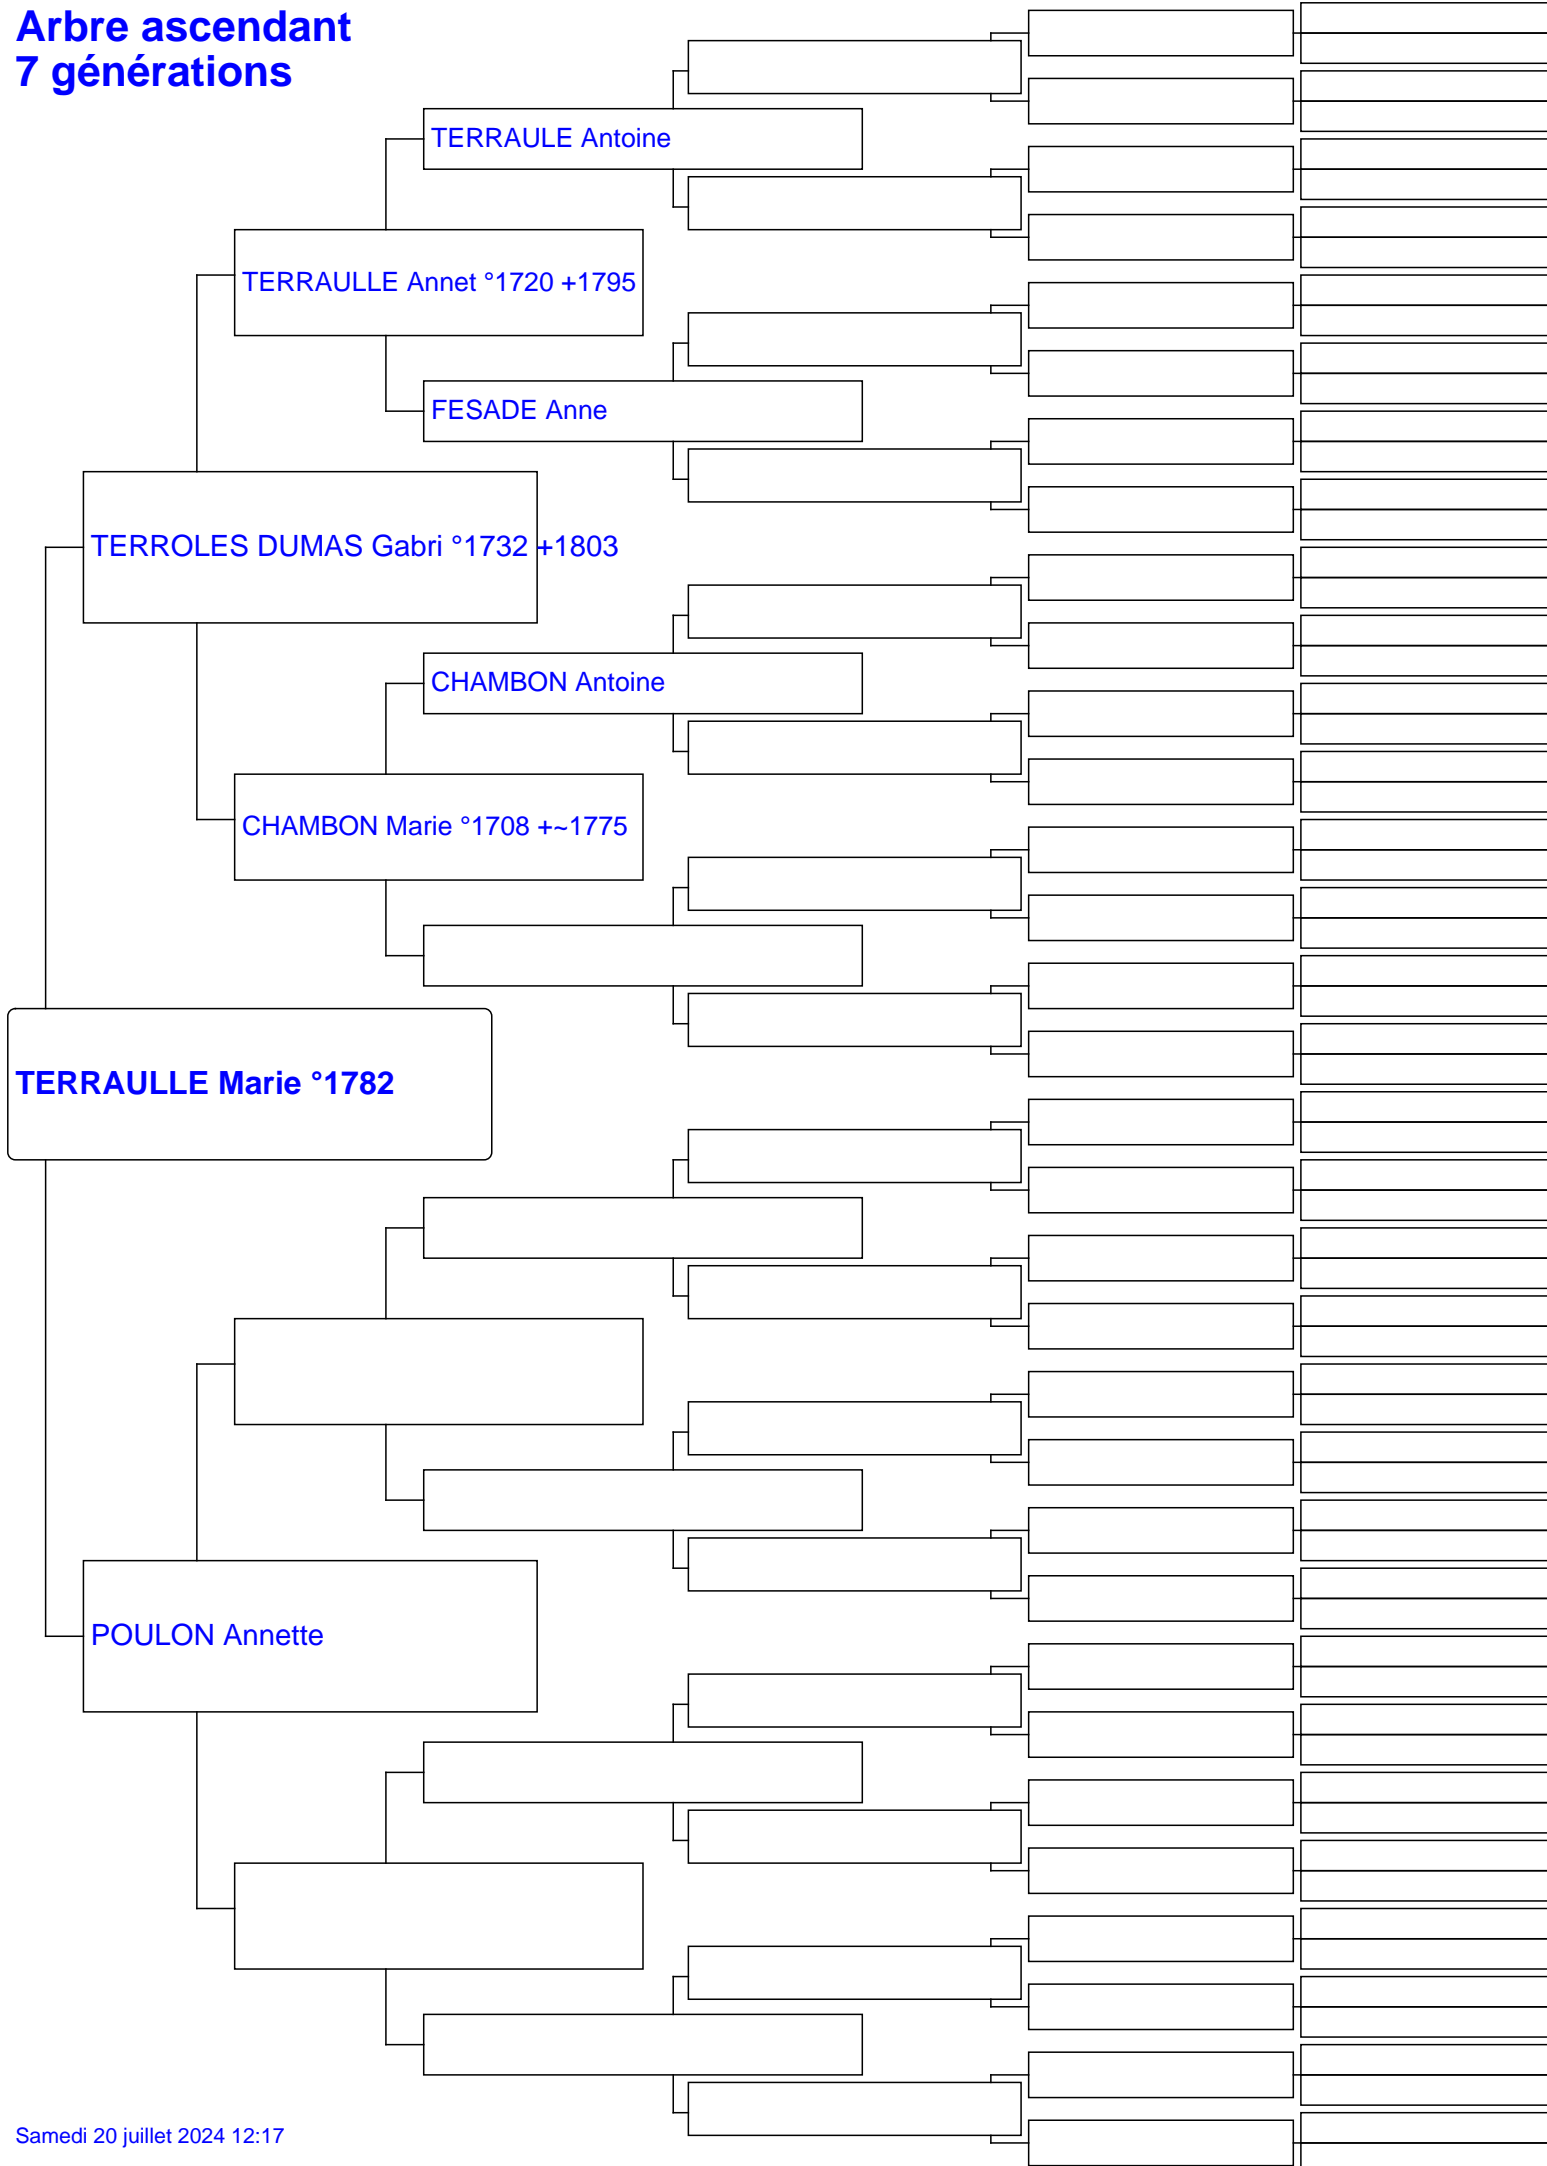 Arbre ascendant
7 générations
TERRAULE Antoine
TERRAULLE Annet °1720 +1795
FESADE Anne
TERROLES DUMAS Gabri °1732 +1803
CHAMBON Antoine
CHAMBON Marie °1708 +~1775
TERRAULLE Marie °1782
POULON Annette
Samedi 20 juillet 2024 12:17